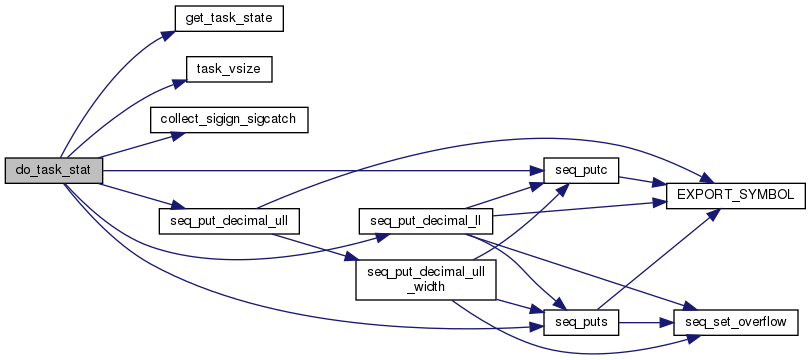 get_task_state
task_vsize
collect_sigign_sigcatch
do_task_stat
seq_putc
EXPORT_SYMBOL
seq_put_decimal_ull
seq_put_decimal_ll
seq_put_decimal_ull
_width
seq_puts
seq_set_overflow